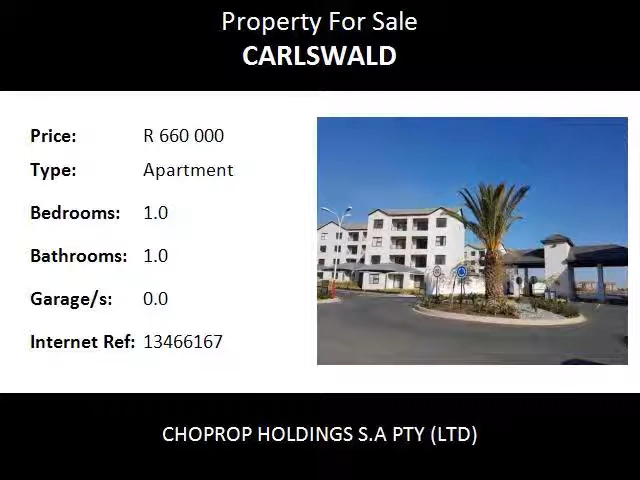 Property For Sale
CARLSWALD
Price: R 660 000
Type: Apartment
Bedrooms: 1.0
Bathrooms: 1.0
Garage/s: 0.0
Internet Ref: 13466167
CHOPROP HOLDINGS S.A PTY (LTD)